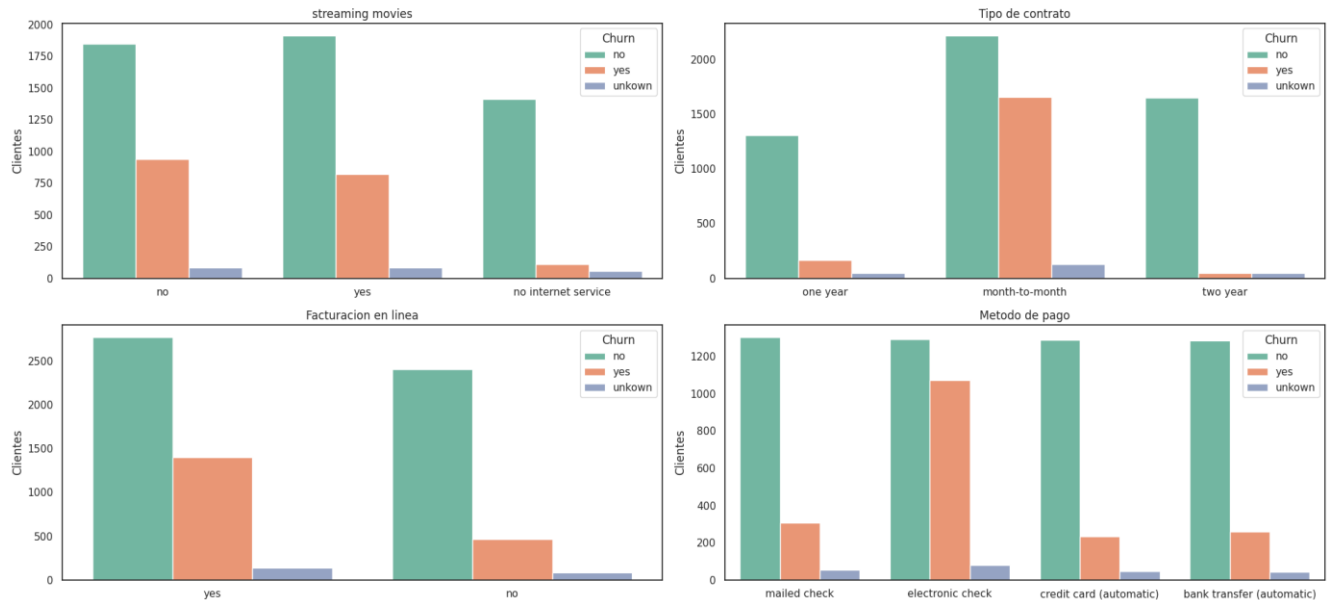 streaming movies
Clientes
2000
1750
1500
1250
1000
750
500
250
0
Churn
no
yes
unkown
no yes no internet service
Tipo de contrato
Clientes
2000
1500
1000
500
0
Churn
no
yes
unkown
one year month-to-month two year
Facturacion en linea
Clientes
2500
2000
1500
1000
500
0
Churn
no
yes
unkown
yes no
Metodo de pago
Clientes
1200
1000
800
600
400
200
0
Churn
no
yes
unkown
mailed check electronic check credit card (automatic) bank transfer (automatic)